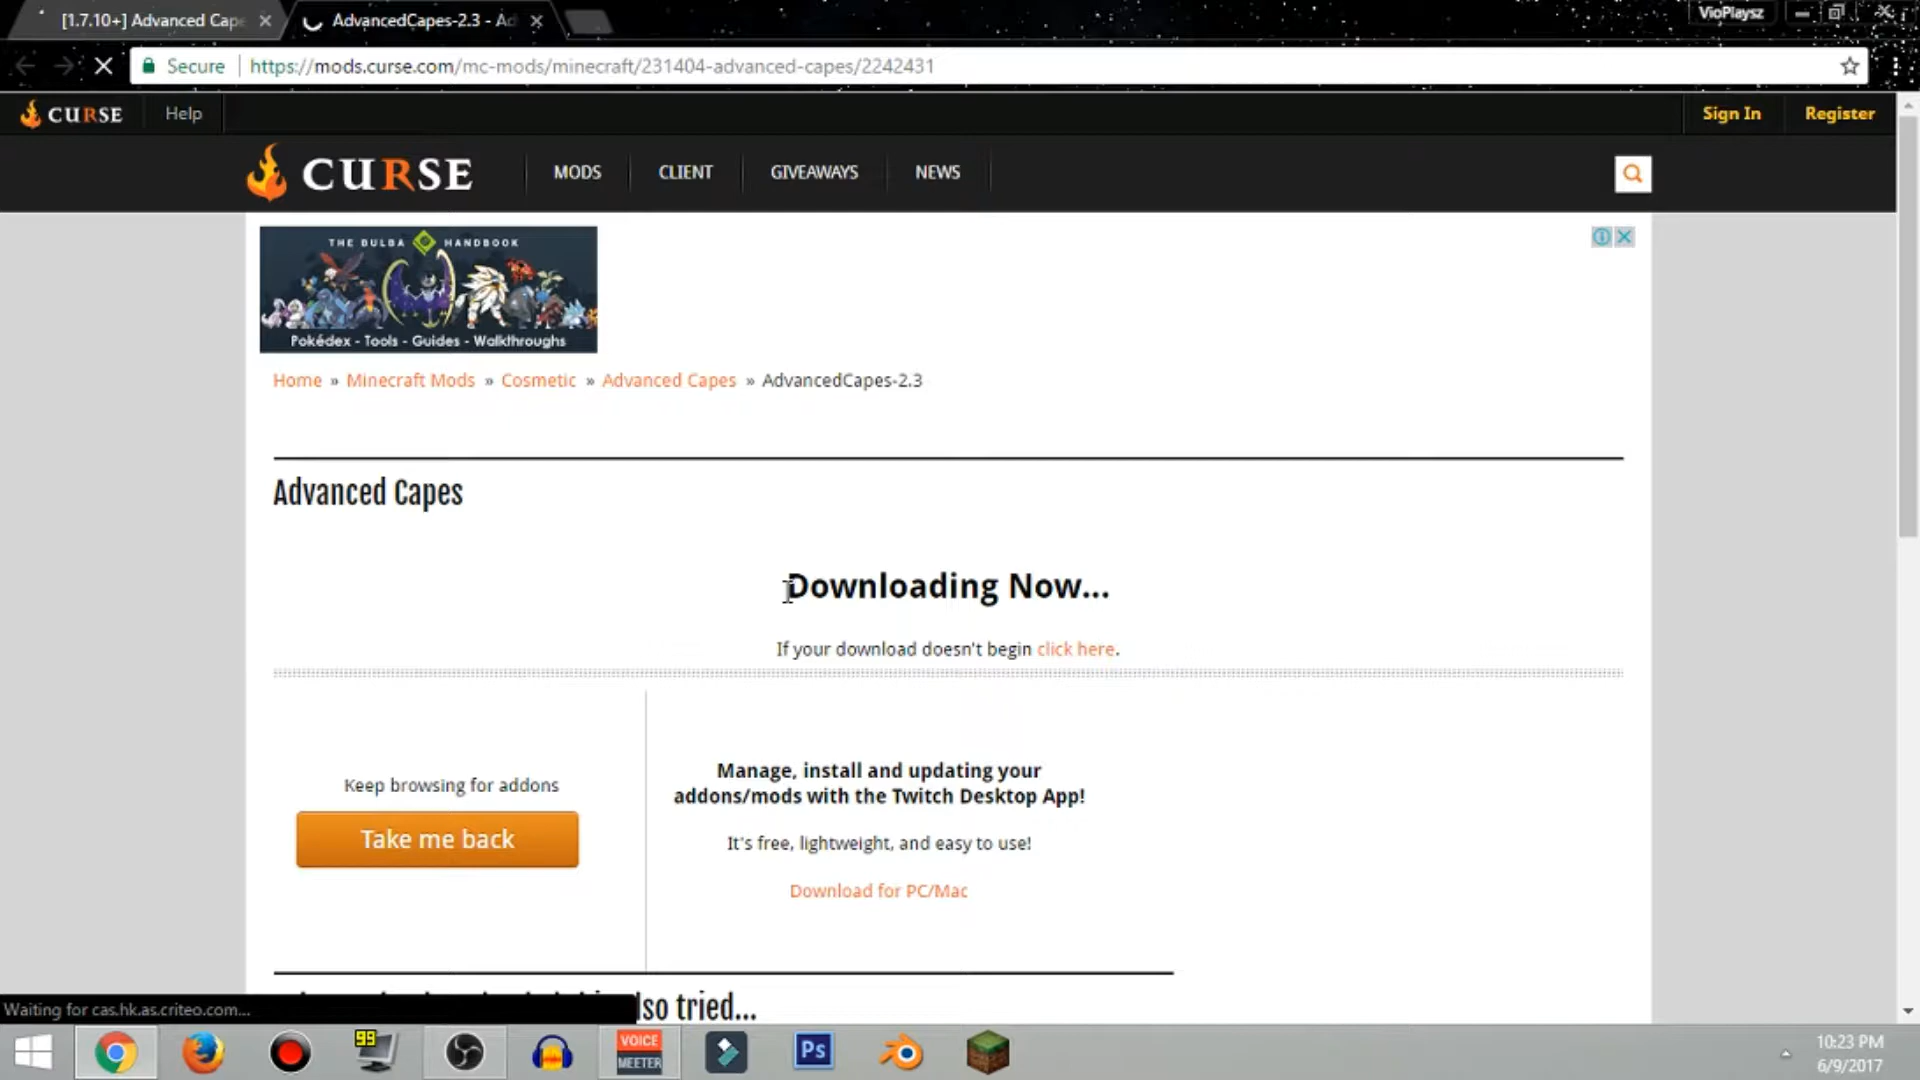 [1.7.10+] Advanced Cape
AdvancedCapes-2.3 - Ad
VioPlaysz
Secure
https://mods.curse.com/mc-mods/minecraft/231404-advanced-capes/2242431
CURSE
Help
Sign In
Register
CURSE
MODS
CLIENT
GIVEAWAYS
NEWS
THE BULBA HANDBOOK
Pokédex - Tools - Guides - Walkthroughs
Home » Minecraft Mods » Cosmetic » Advanced Capes » AdvancedCapes-2.3
Advanced Capes
Downloading Now...
If your download doesn't begin click here.
Keep browsing for addons
Take me back
Manage, install and updating your
addons/mods with the Twitch Desktop App!
It's free, lightweight, and easy to use!
Download for PC/Mac
lso tried...
Waiting for cas.hk.as.criteo.com...
99
VOICE
MEETER
Ps
10:23 PM
6/9/2017